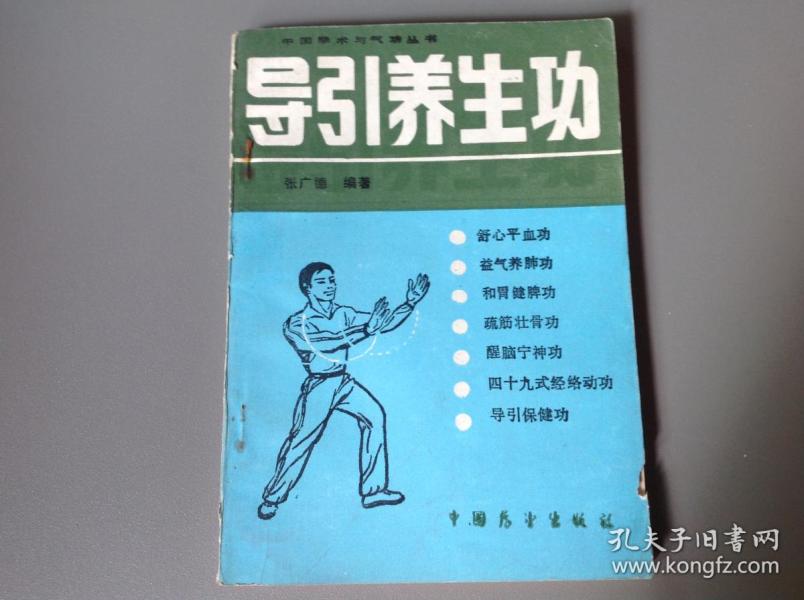 中国学术与气功丛书
导引养生功
张广德 编著
舒心平血功
益气养肺功
和胃健脾功
疏筋壮骨功
醒脑宁神功
四十九式经络动功
导引保健功
中国
出版社
孔夫子旧书网
www.kongfz.com